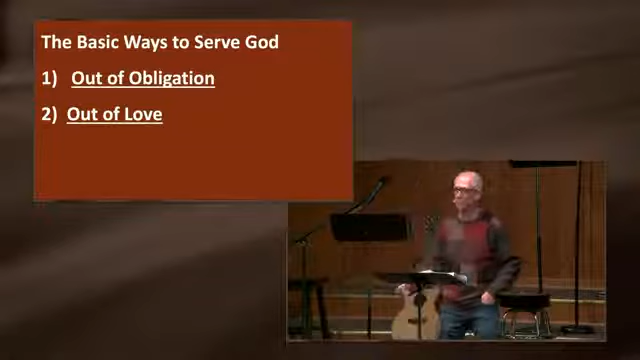 The Basic Ways to Serve God
1) Out of Obligation
2) Out of Love